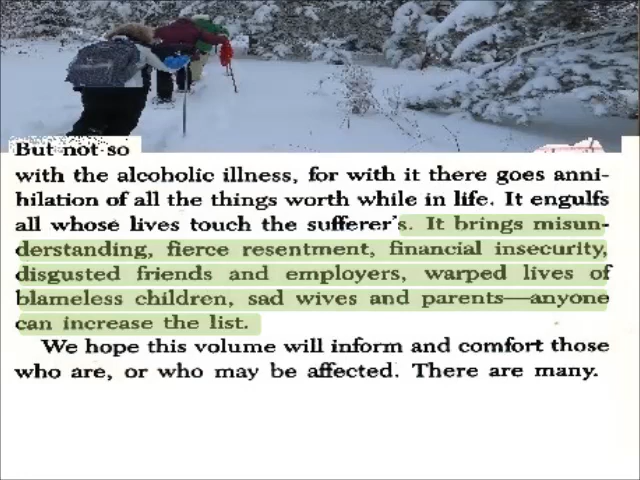 But not so
with the alcoholic illness, for with it there goes anni-
hilation of all the things worth while in life. It engulfs
all whose lives touch the sufferer's. It brings misun-
derstanding, fierce resentment, financial insecurity,
disgusted friends and employers, warped lives of
blameless children, sad wives and parents—anyone
can increase the list.
We hope this volume will inform and comfort those
who are, or who may be affected. There are many.